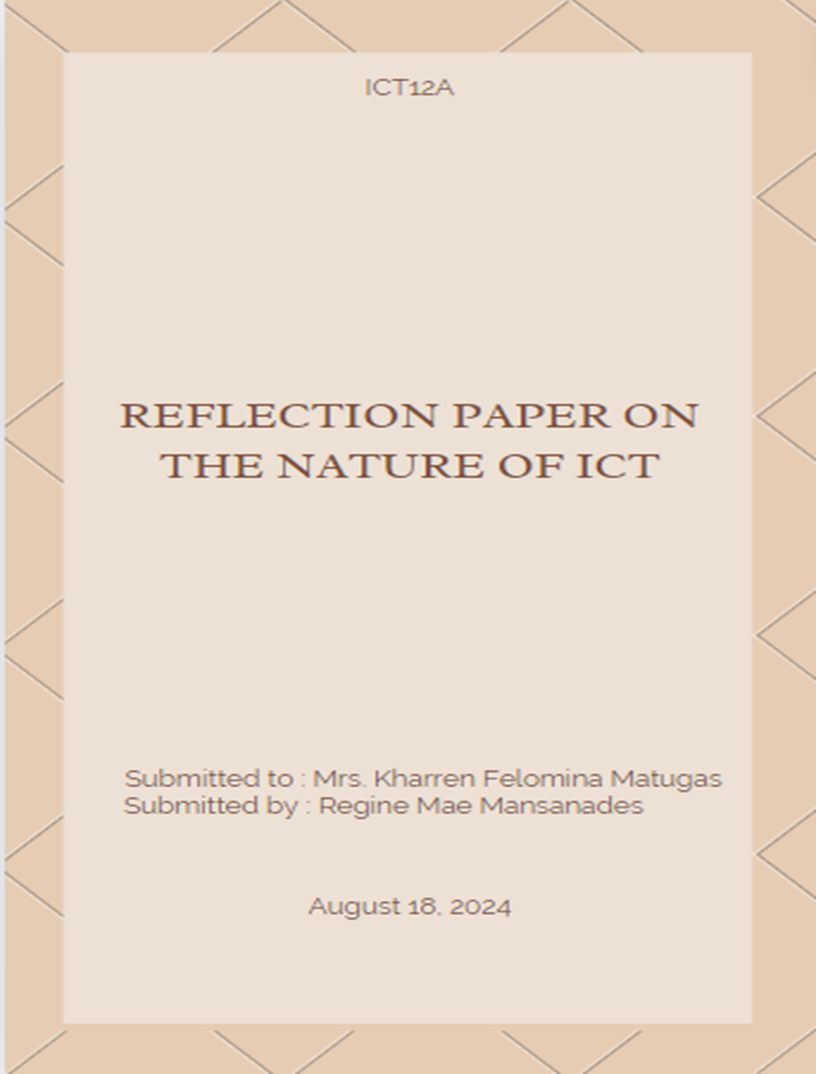 ICT12A
REFLECTION PAPER ON
THE NATURE OF ICT
Submitted to : Mrs. Kharren Felomina Matugas
Submitted by : Regine Mae Mansanades
August 18, 2024